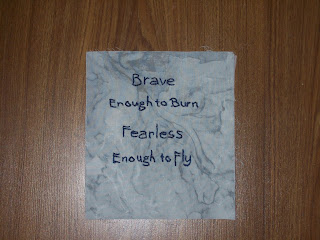 Brave
Enough to Burn
Fearless
Enough to Fly